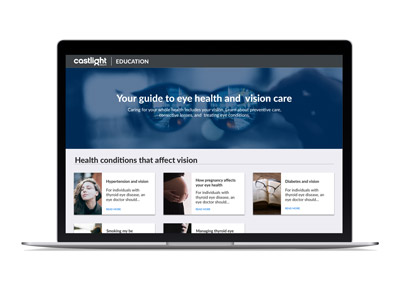 castlight
EDUCATION
Your guide to eye health and vision care
Caring for your whole health includes your vision. Learn about preventive care,
corrective lenses, and treating eye conditions.
Health conditions that affect vision
Hypertension and vision
For individuals with
thyroid eye disease, an
eye doctor should...
READ MORE
How pregnancy affects
your eye health
For individuals with
thyroid eye disease, an
eye doctor should...
READ MORE
Diabetes and vision
For individuals with
thyroid eye disease, an
eye doctor should...
READ MORE
Smoking my be
Managing thyroid eye